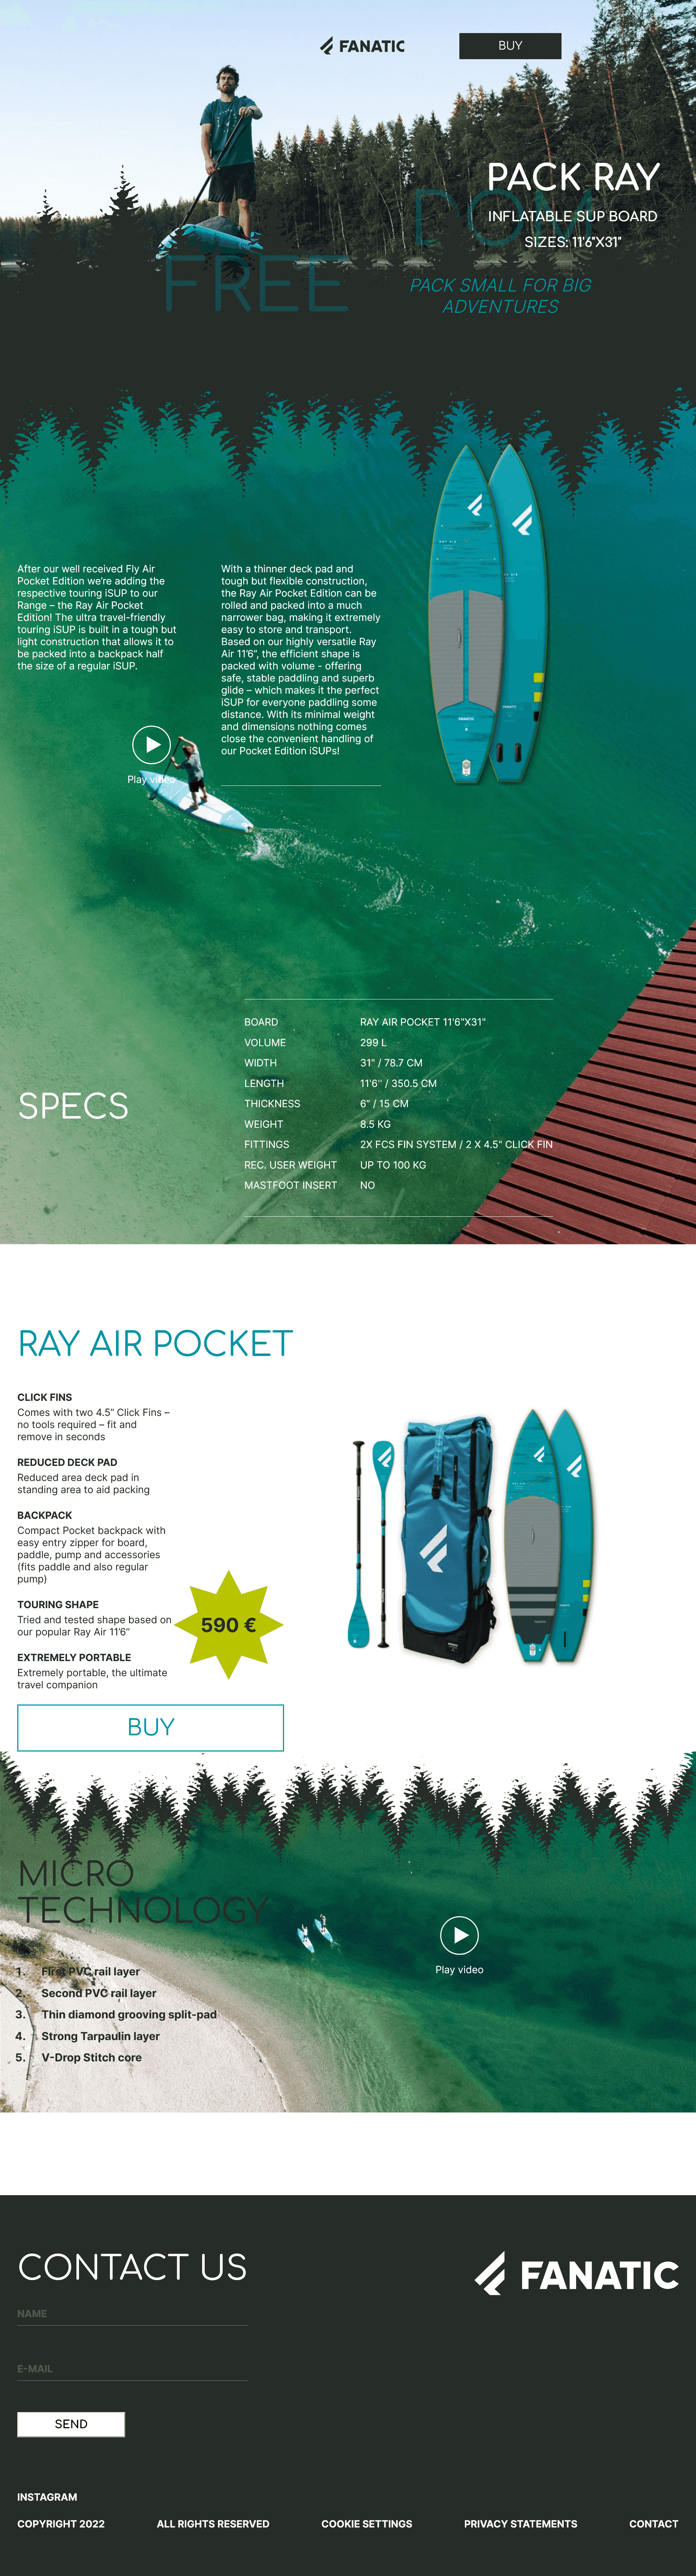 FANATIC
BUY
PACK RAY
INFLATABLE SUP BOARD
SIZES: 11'6"X31"
FREE
DOM
PACK SMALL FOR BIG
ADVENTURES
After our well received Fly Air
Pocket Edition we're adding the
respective touring iSUP to our
Range – the Ray Air Pocket
Edition! The ultra travel-friendly
touring iSUP is built in a tough but
light construction that allows it to
be packed into a backpack half
the size of a regular iSUP.
Play video
With a thinner deck pad and
tough but flexible construction,
the Ray Air Pocket Edition can be
rolled and packed into a much
narrower bag, making it extremely
easy to store and transport.
Based on our highly versatile Ray
Air 11'6", the efficient shape is
packed with volume - offering
safe, stable paddling and superb
glide – which makes it the perfect
iSUP for everyone paddling some
distance. With its minimal weight
and dimensions nothing comes
close the convenient handling of
our Pocket Edition iSUPs!
SPECS
BOARD RAY AIR POCKET 11'6"X31"
VOLUME 299 L
WIDTH 31" / 78.7 CM
LENGTH 11'6'' / 350.5 CM
THICKNESS 6" / 15 CM
WEIGHT 8.5 KG
FITTINGS 2X FCS FIN SYSTEM / 2 X 4.5" CLICK FIN
REC. USER WEIGHT UP TO 100 KG
MASTFOOT INSERT NO
RAY AIR POCKET
CLICK FINS
Comes with two 4.5" Click Fins –
no tools required – fit and
remove in seconds
REDUCED DECK PAD
Reduced area deck pad in
standing area to aid packing
BACKPACK
Compact Pocket backpack with
easy entry zipper for board,
paddle, pump and accessories
(fits paddle and also regular
pump)
TOURING SHAPE
Tried and tested shape based on
our popular Ray Air 11'6"
EXTREMELY PORTABLE
Extremely portable, the ultimate
travel companion
590 €
BUY
MICRO
TECHNOLOGY
1. First PVC rail layer
2. Second PVC rail layer
3. Thin diamond grooving split-pad
4. Strong Tarpaulin layer
5. V-Drop Stitch core
Play video
CONTACT US
FANATIC
NAME
E-MAIL
SEND
INSTAGRAM
COPYRIGHT 2022 ALL RIGHTS RESERVED COOKIE SETTINGS PRIVACY STATEMENTS CONTACT